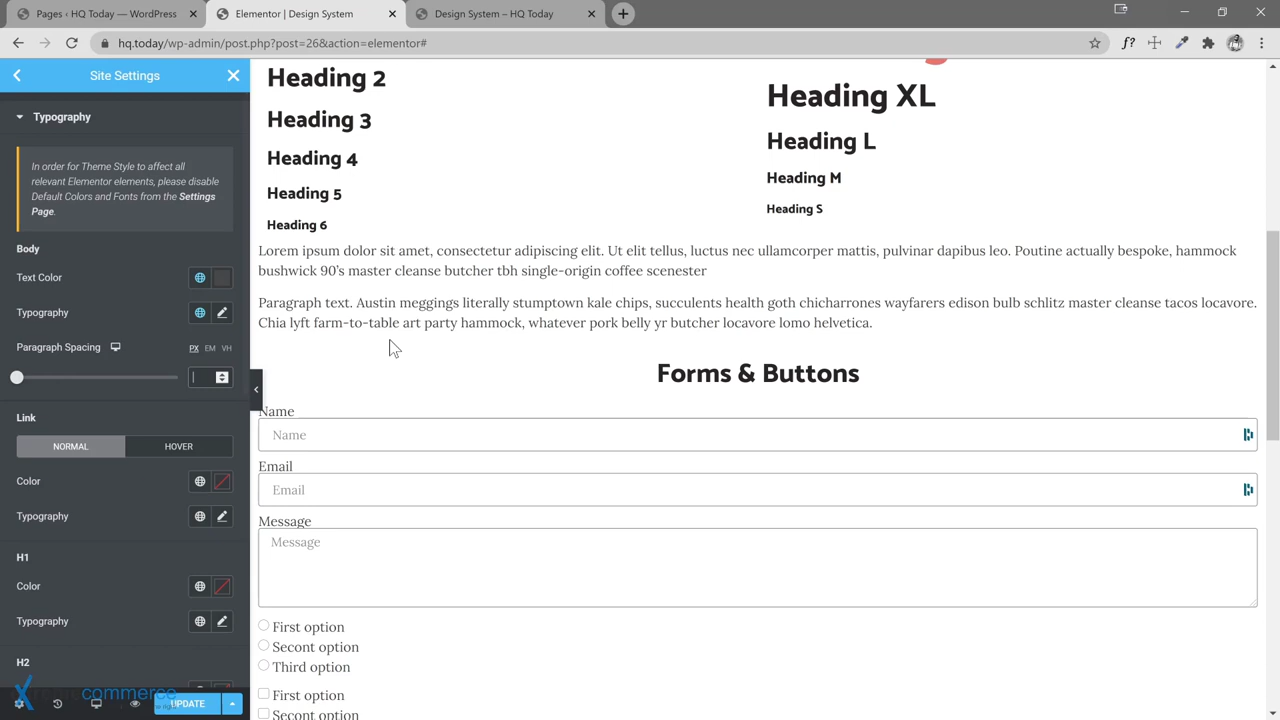 Pages ‹ HQ Today — WordPress
Elementor | Design System
Design System – HQ Today
hq.today/wp-admin/post.php?post=26&action=elementor#
Site Settings
Typography
In order for Theme Style to affect all
relevant Elementor elements, please disable
Default Colors and Fonts from the Settings
Page.
Body
Text Color
Typography
Paragraph Spacing
PX EM VH
Link
NORMAL
HOVER
Color
Typography
H1
Color
Typography
H2
commerce
UPDATE
Heading 2
Heading 3
Heading 4
Heading 5
Heading 6
Heading XL
Heading L
Heading M
Heading S
Lorem ipsum dolor sit amet, consectetur adipiscing elit. Ut elit tellus, luctus nec ullamcorper mattis, pulvinar dapibus leo. Poutine actually bespoke, hammock
bushwick 90's master cleanse butcher tbh single-origin coffee scenester
Paragraph text. Austin meggings literally stumptown kale chips, succulents health goth chicharrones wayfarers edison bulb schlitz master cleanse tacos locavore.
Chia lyft farm-to-table art party hammock, whatever pork belly yr butcher locavore lomo helvetica.
Forms & Buttons
Name
Name
Email
Email
Message
Message
First option
Secont option
Third option
First option
Secont option